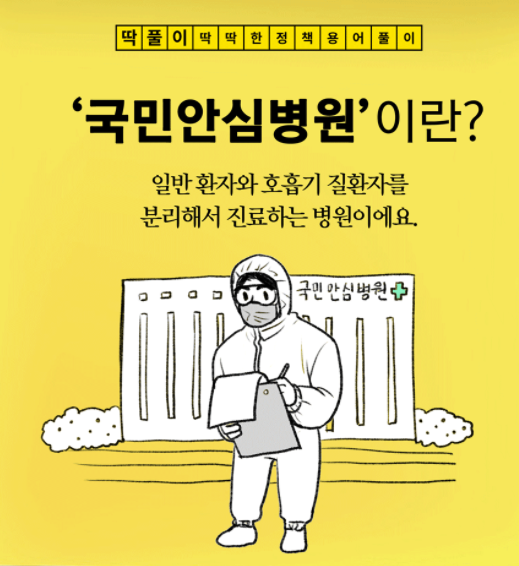 딱풀이 딱딱한정책용어풀이
‘국민안심병원’이란?
일반 환자와 호흡기 질환자를
분리해서 진료하는 병원이에요.
국민안심병원